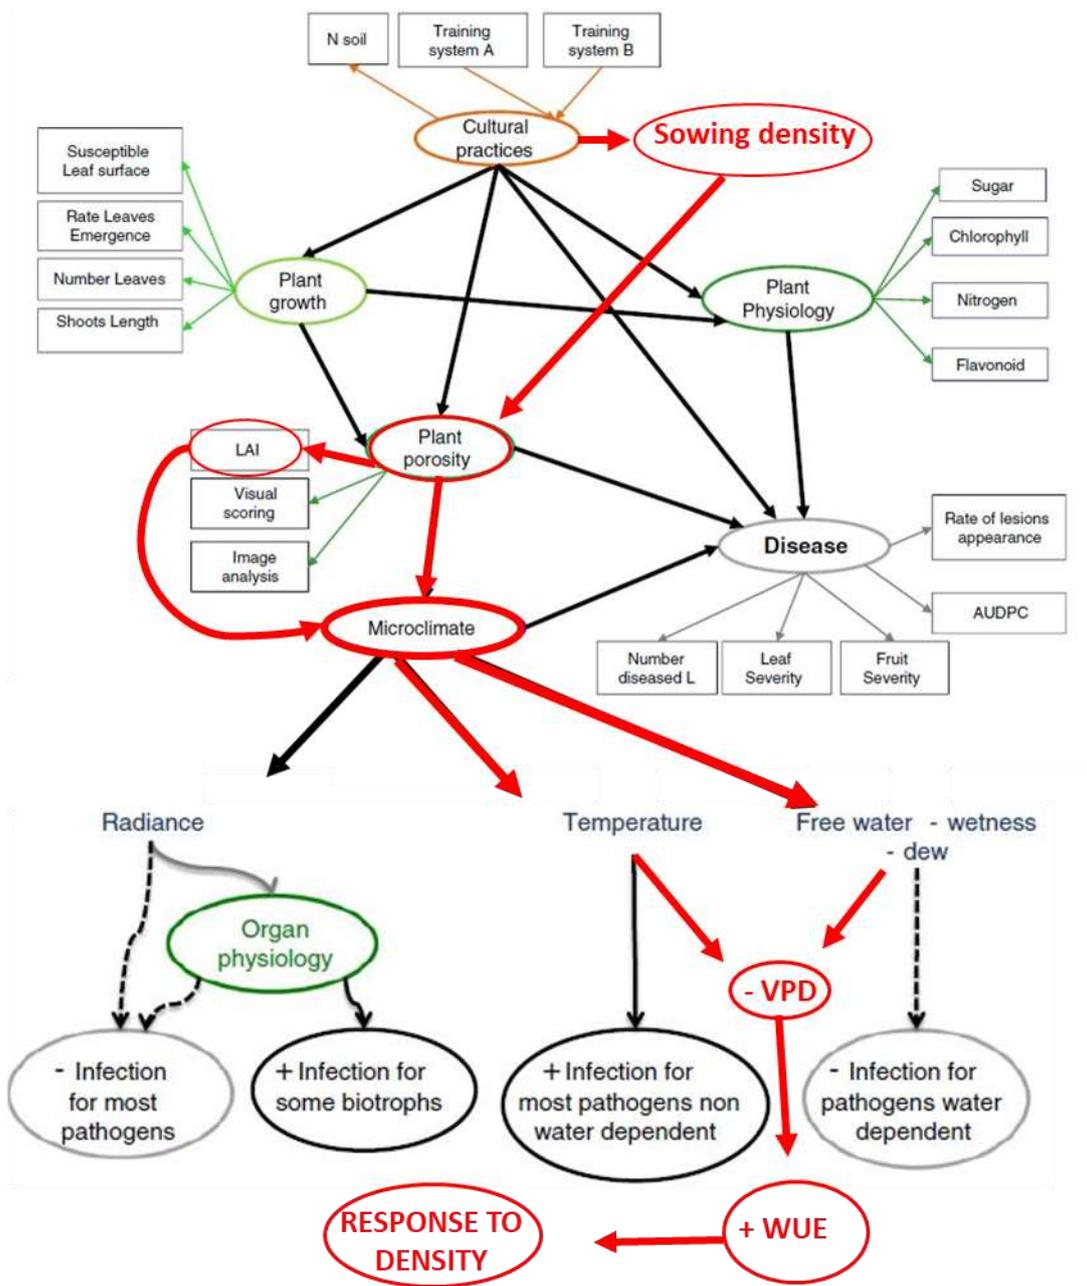 N soil
Training
system A
Training
system B
Cultural
practices
Sowing density
Susceptible
Leaf surface
Rate Leaves
Emergence
Number Leaves
Shoots Length
Plant
growth
Plant
Physiology
Sugar
Chlorophyll
Nitrogen
Flavonoid
LAI
Visual
scoring
Image
analysis
Plant
porosity
Disease
Rate of lesions
appearance
AUDPC
Number
diseased L
Leaf
Severity
Fruit
Severity
Microclimate
Radiance
Temperature
Free water - wetness
- dew
Organ
physiology
- VPD
- Infection
for most
pathogens
+ Infection for
some biotrophs
+ Infection for
most pathogens non
water dependent
- Infection for
pathogens water
dependent
+ WUE
RESPONSE TO
DENSITY